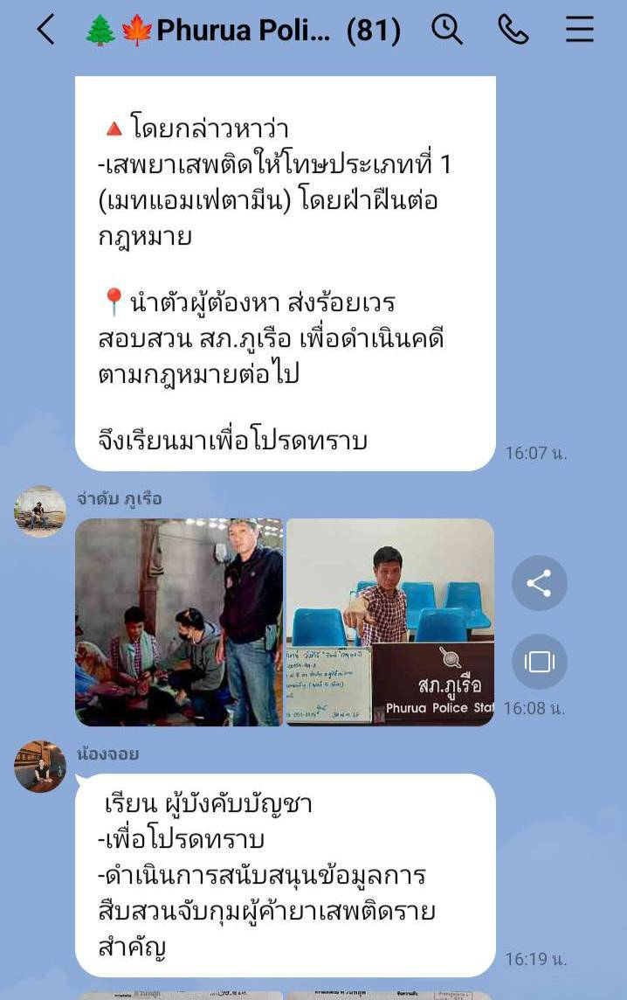 Phurua Poli... (81)
โดยกล่าวหาว่า
-เสพยาเสพติดให้โทษประเภทที่ 1
(เมทแอมเฟตามีน) โดยฝ่าฝืนต่อ
กฎหมาย
นำตัวผู้ต้องหา ส่งร้อยเวร
สอบสวน สภ.ภูเรือ เพื่อดำเนินคดี
ตามกฎหมายต่อไป
จึงเรียนมาเพื่อโปรดทราบ
16:07 น.
จ่าดับ ภูเรือ
สภ.ภูเรือ
Phurua Police Stat
16:08 น.
น้องจอย
เรียน ผู้บังคับบัญชา
-เพื่อโปรดทราบ
-ดำเนินการสนับสนุนข้อมูลการ
สืบสวนจับกุมผู้ค้ายาเสพติดราย
สำคัญ
16:19 น.